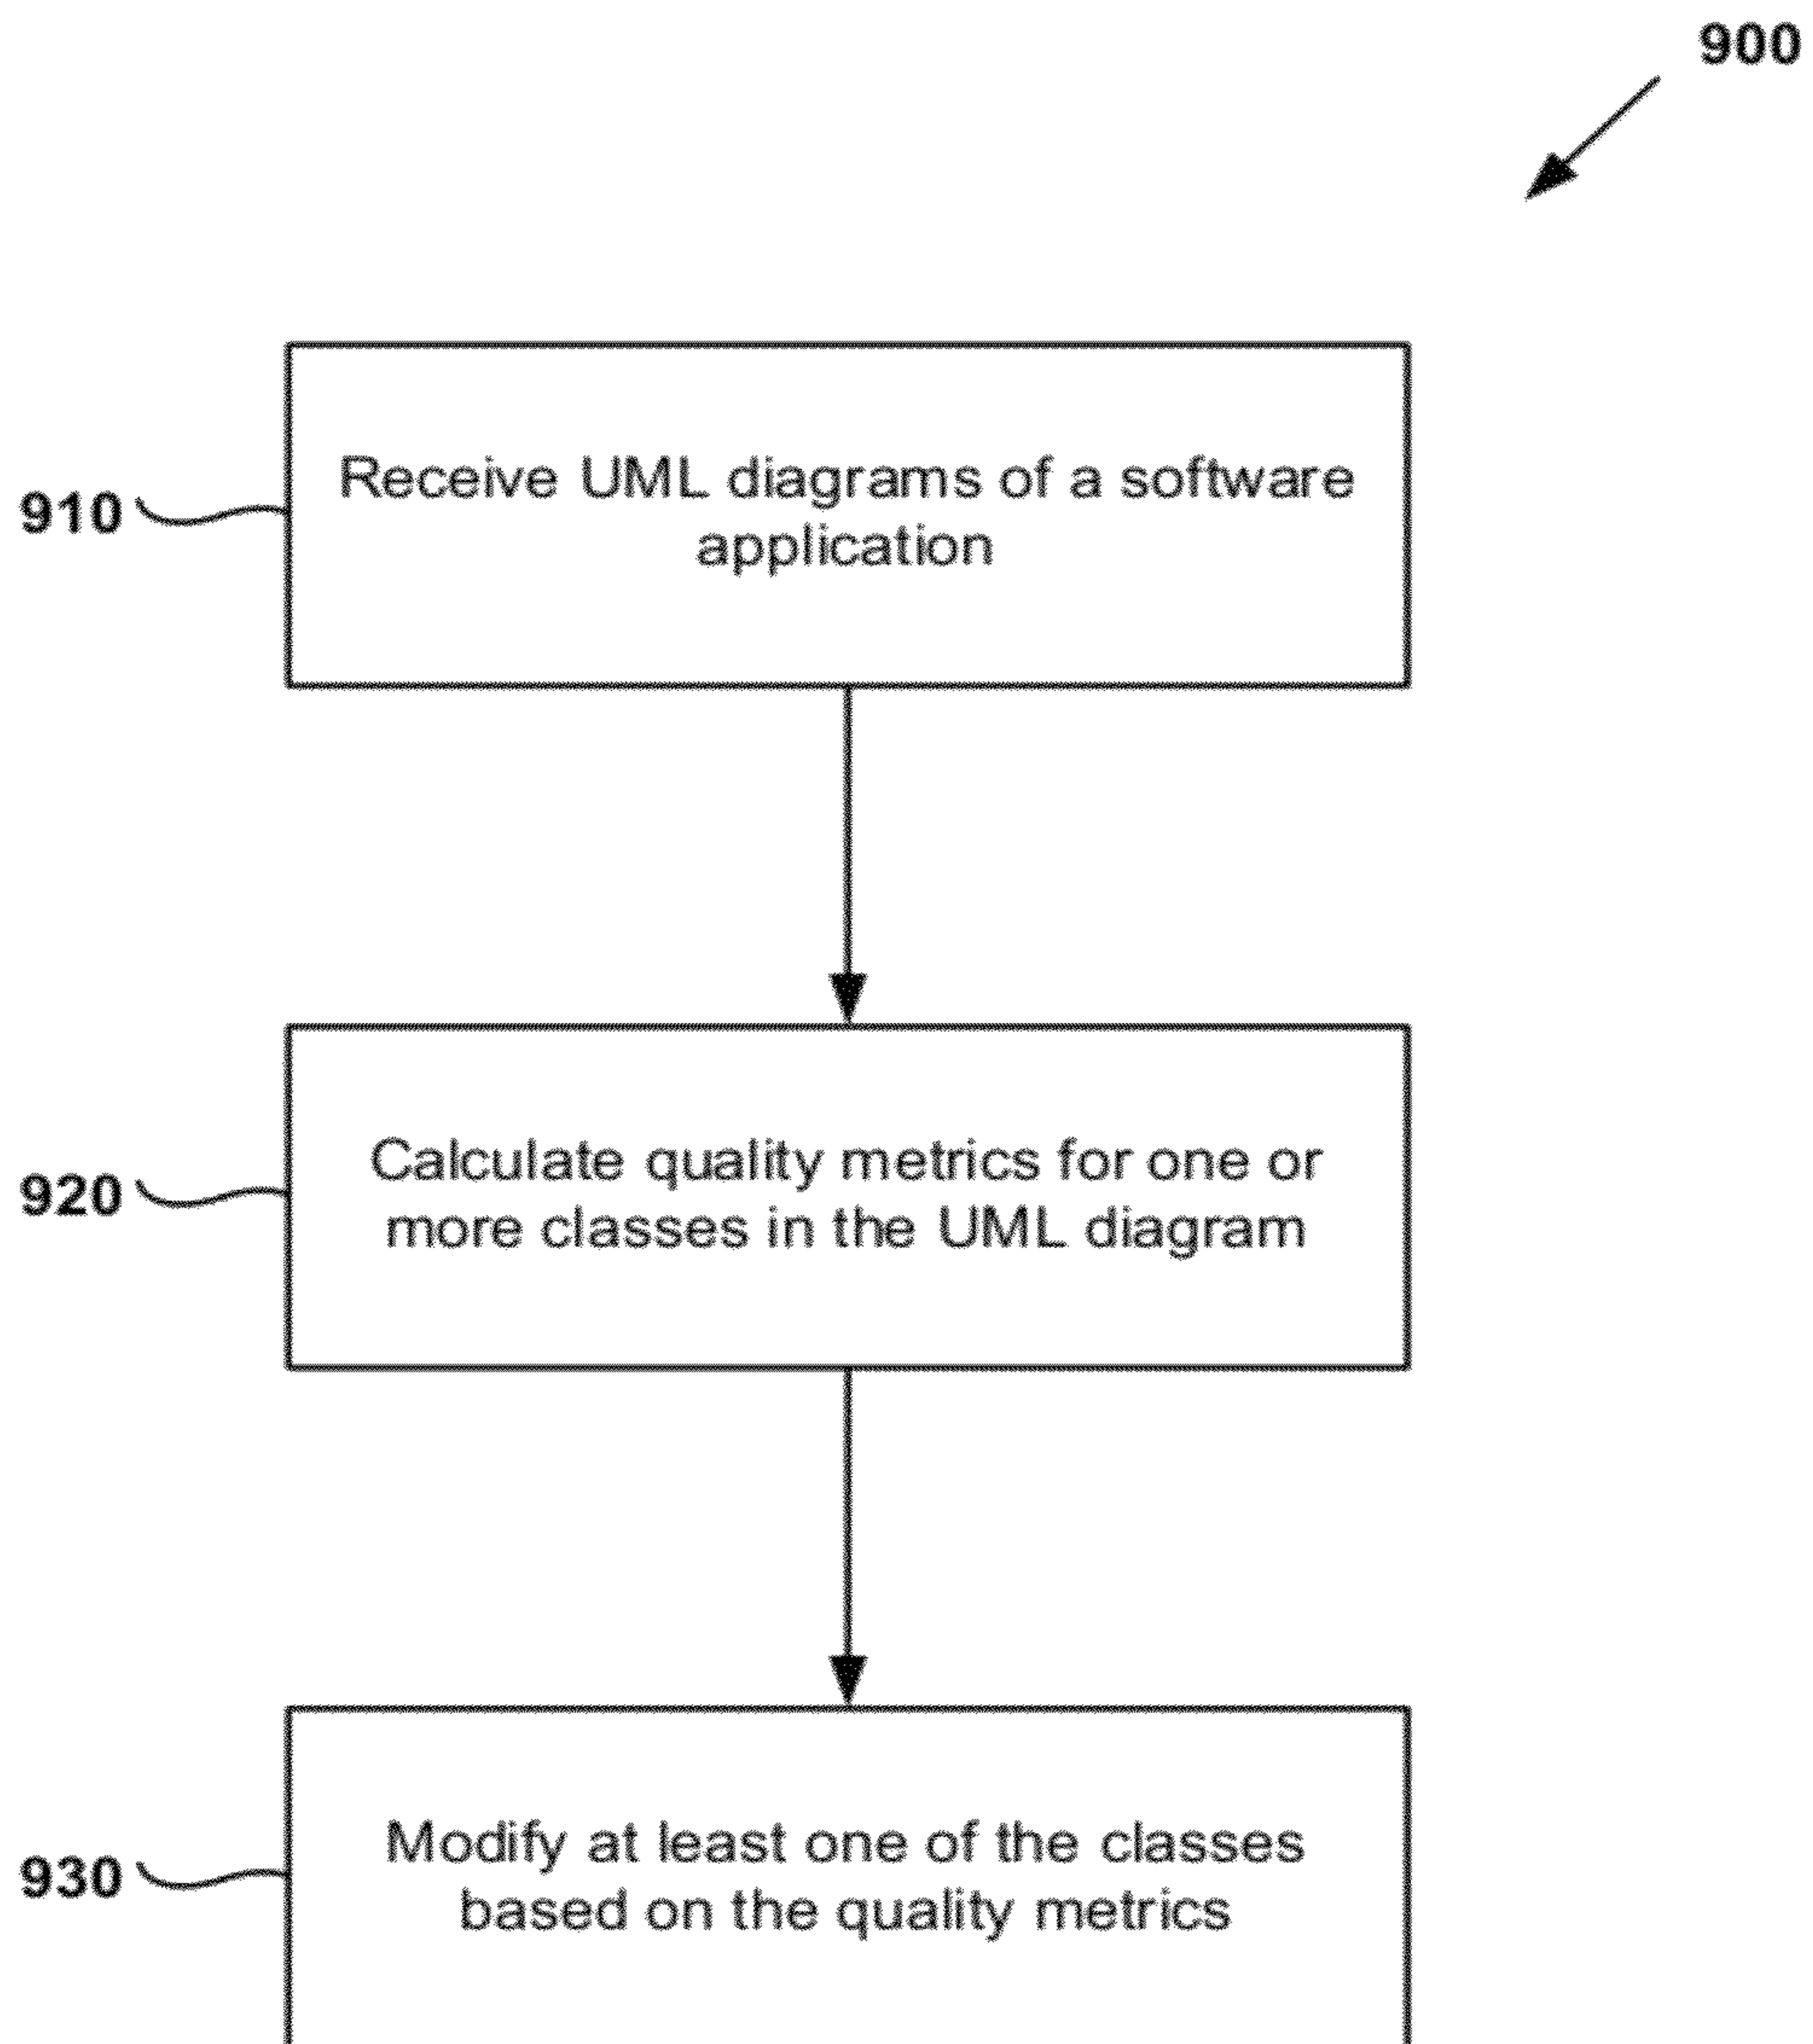 900
Receive UML diagrams of a software
application
910
Calculate quality metrics for one or
more classes in the UML diagram
920
Modify at least one of the classes
based on the quality metrics
930